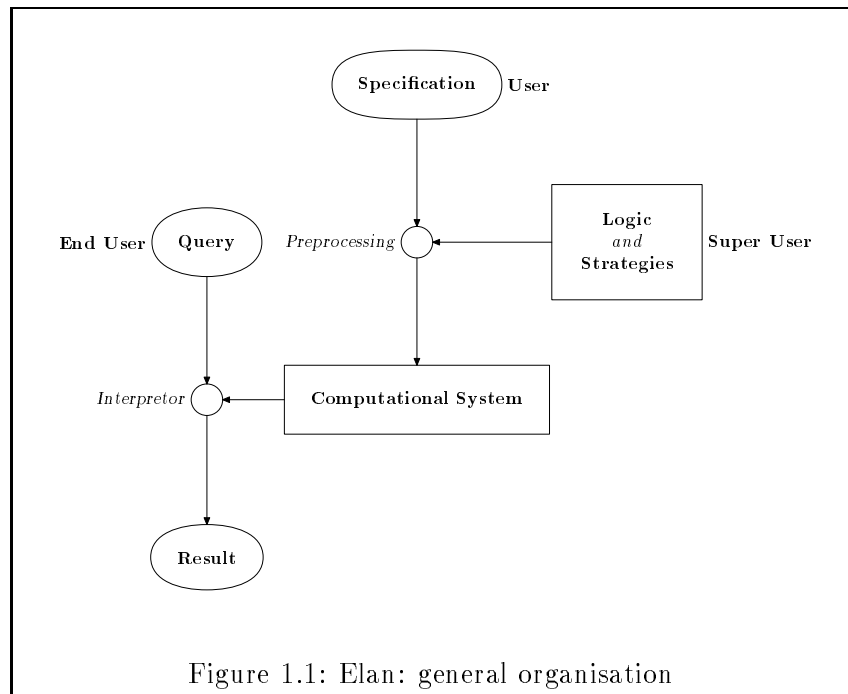 Specification User
End User Query Preprocessing Logic
and
Strategies Super User
Interpretor Computational System
Result
Figure 1.1: Elan: general organisation